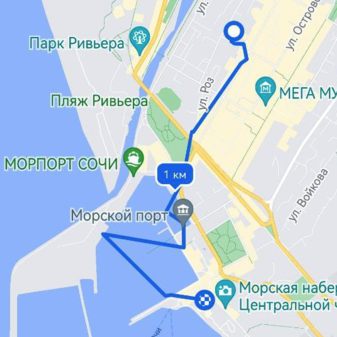 ул. Островс
Парк Ривьера
ул. Роз
МЕГА МУ
Пляж Ривьера
МОРПОРТ СОЧИ
1 км
ул. Войкова
Морской порт
Морская набер
Центральной ч